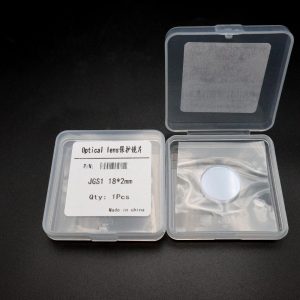 Optical lens保护镜片
P/N:
JGS1 18*2mm
Qty: 1Pcs
Made in china